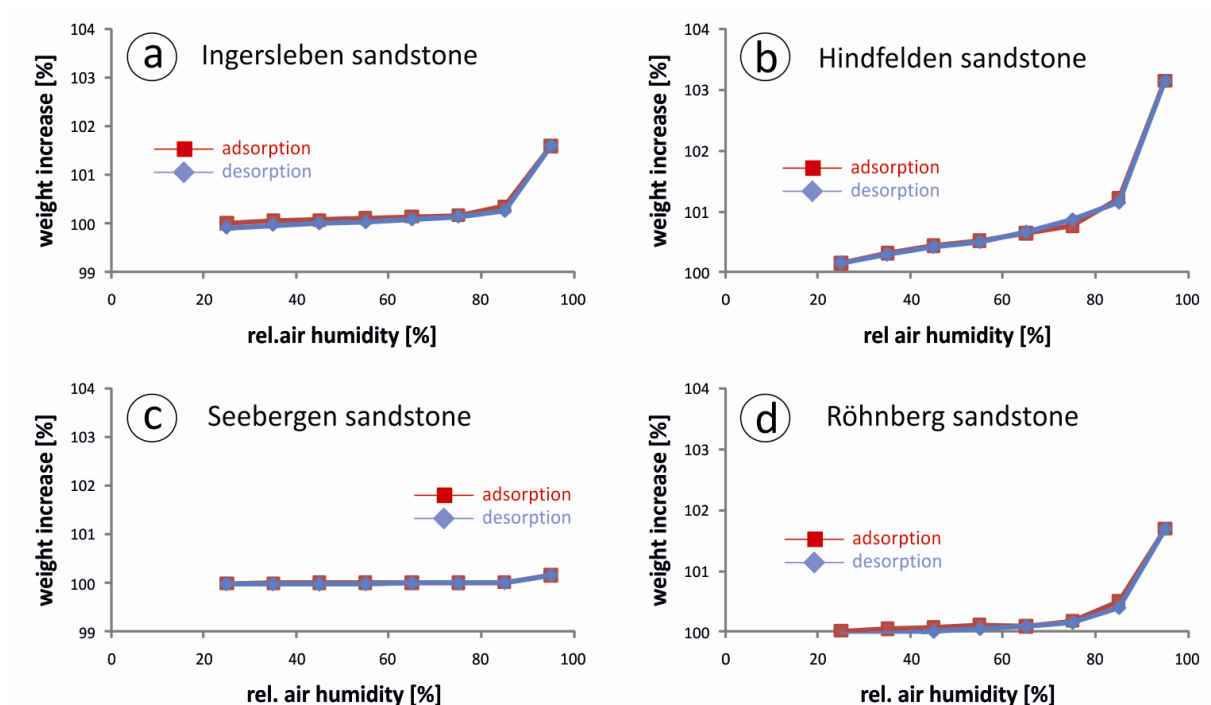 a Ingersleben sandstone
weight increase [%]
104
103
102
101
100
99
adsorption
desorption
0 20 40 60 80 100
rel.air humidity [%]
b Hindfelden sandstone
weight increase [%]
104
103
102
101
100
adsorption
desorption
0 20 40 60 80 100
rel air humidity [%]
c Seebergen sandstone
weight increase [%]
104
103
102
101
100
99
adsorption
desorption
0 20 40 60 80 100
rel. air humidity [%]
d Röhnberg sandstone
weight increase [%]
104
103
102
101
100
adsorption
desorption
0 20 40 60 80 100
rel. air humidity [%]